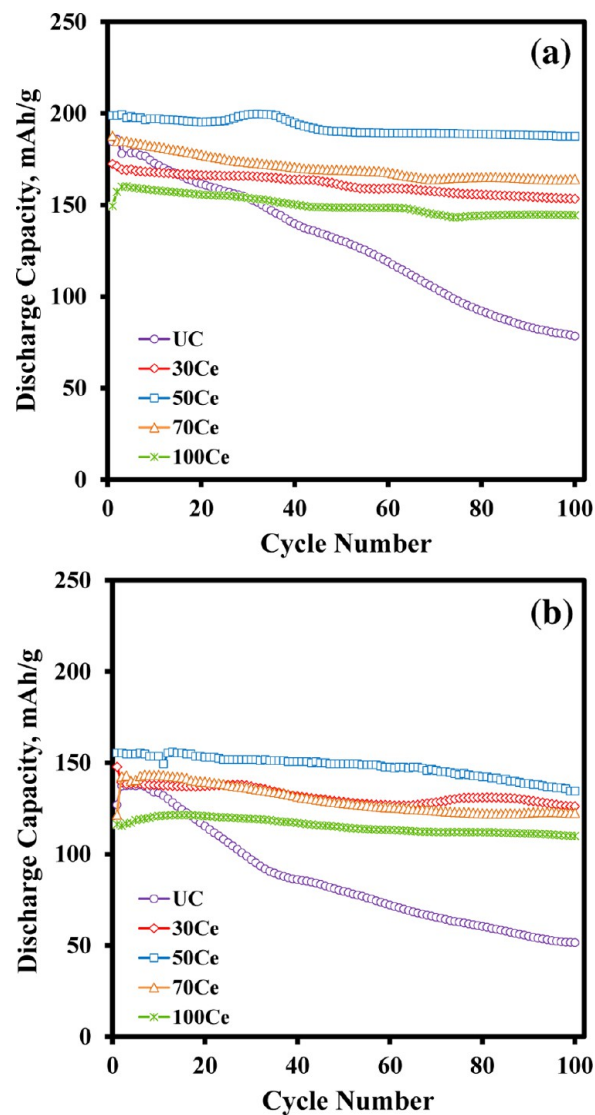 (a)
Discharge Capacity, mAh/g
250
200
150
100
50
0
UC
30Ce
50Ce
70Ce
100Ce
0 20 40 60 80 100
Cycle Number
(b)
Discharge Capacity, mAh/g
250
200
150
100
50
0
UC
30Ce
50Ce
70Ce
100Ce
0 20 40 60 80 100
Cycle Number